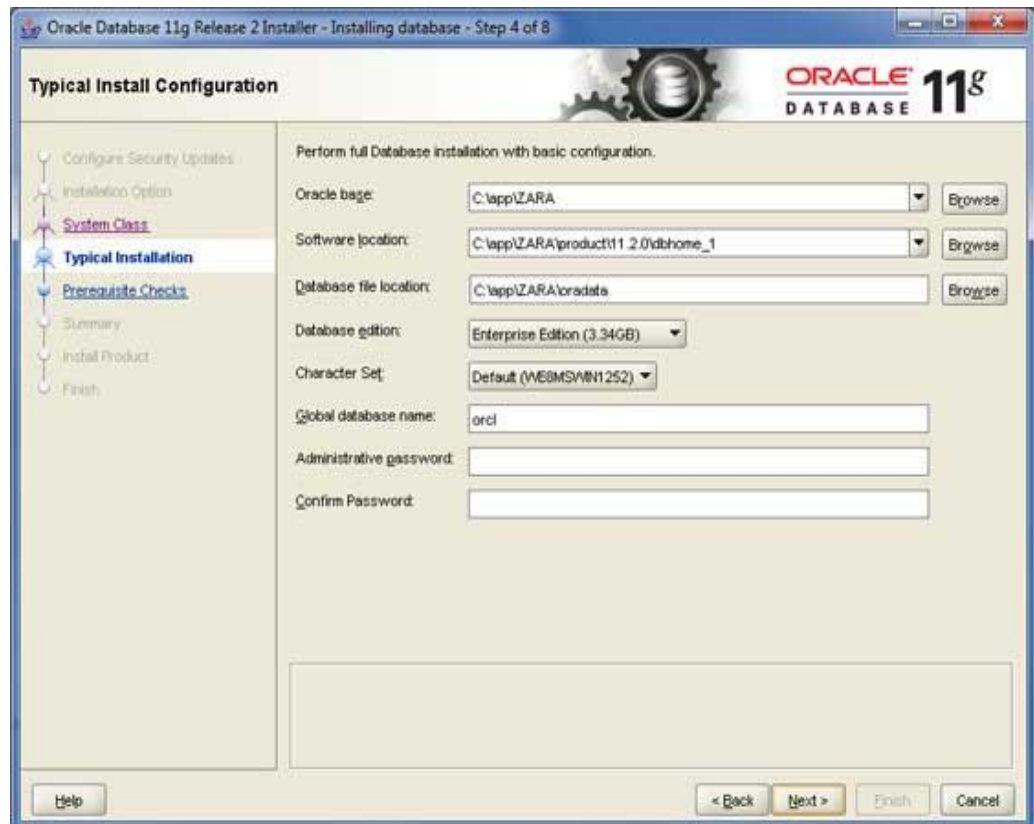 Oracle Database 11g Release 2 Installer - Installing database - Step 4 of 8
Typical Install Configuration
ORACLE
DATABASE
11g
Configure Security Updates
Installation Option
System Class
Typical Installation
Prerequisite Checks
Summary
Install Product
Finish
Perform full Database installation with basic configuration.
Oracle base: C:\app\ZARA Browse
Software location: C:\app\ZARA\product\11.2.0\dbhome_1 Browse
Database file location: C:\app\ZARA\oradata Browse
Database edition: Enterprise Edition (3.34GB)
Character Set: Default (WE8MSWIN1252)
Global database name: orcl
Administrative password:
Confirm Password:
Help < Back Next > Finish Cancel